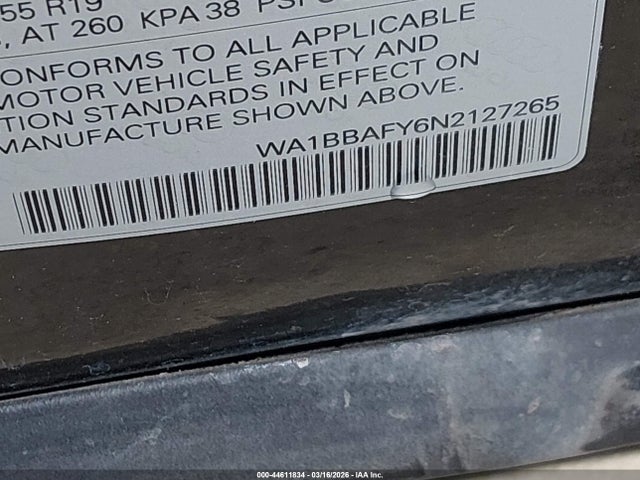 55 R19
AT 260 KPA 38 PSI
CONFORMS TO ALL APPLICABLE
MOTOR VEHICLE SAFETY AND
TION STANDARDS IN EFFECT ON
MANUFACTURE SHOWN ABOVE.
WA1BBAFY6N2127265
000-44611834 - 03/16/2026 - IAA Inc.